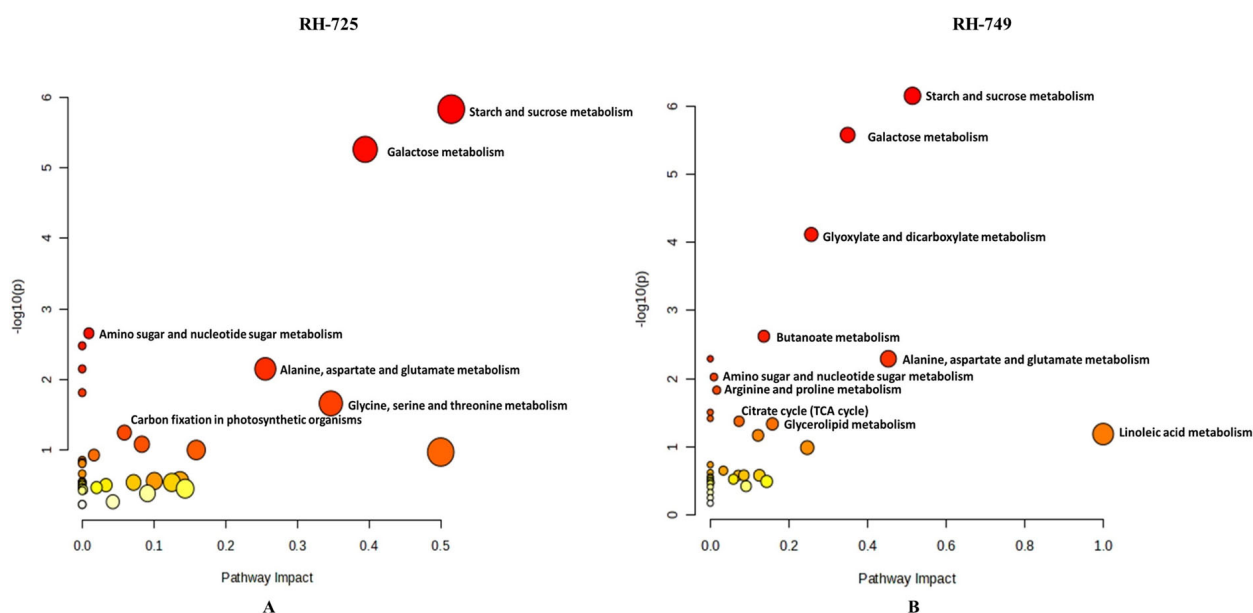 RH-725
6
5
4
3
2
1
-log10(p)
Starch and sucrose metabolism
Galactose metabolism
Amino sugar and nucleotide sugar metabolism
Alanine, aspartate and glutamate metabolism
Glycine, serine and threonine metabolism
Carbon fixation in photosynthetic organisms
0.0 0.1 0.2 0.3 0.4 0.5
Pathway Impact
A
RH-749
6
5
4
3
2
1
0
-log10(p)
Starch and sucrose metabolism
Galactose metabolism
Glyoxylate and dicarboxylate metabolism
Butanoate metabolism
Alanine, aspartate and glutamate metabolism
Amino sugar and nucleotide sugar metabolism
Arginine and proline metabolism
Citrate cycle (TCA cycle)
Glycerolipid metabolism
Linoleic acid metabolism
0.0 0.2 0.4 0.6 0.8 1.0
Pathway Impact
B